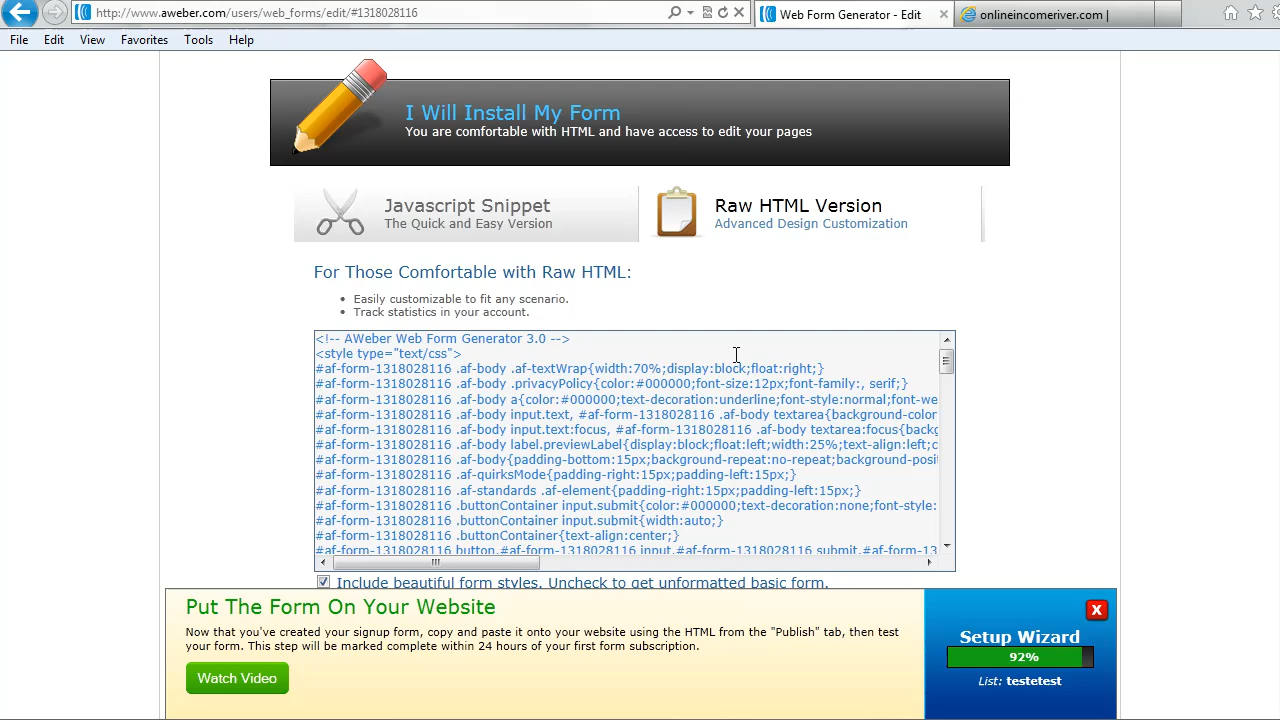 http://www.aweber.com/users/web_forms/edit/#1318028116
Web Form Generator - Edit
onlineincomeriver.com |
File Edit View Favorites Tools Help
I Will Install My Form
You are comfortable with HTML and have access to edit your pages
Javascript Snippet
The Quick and Easy Version
Raw HTML Version
Advanced Design Customization
For Those Comfortable with Raw HTML:
• Easily customizable to fit any scenario.
• Track statistics in your account.
<!-- AWeber Web Form Generator 3.0 -->
<style type="text/css">
#af-form-1318028116 .af-body .af-textWrap{width:70%;display:block;float:right;}
#af-form-1318028116 .af-body .privacyPolicy{color:#000000;font-size:12px;font-family:, serif;}
#af-form-1318028116 .af-body a{color:#000000;text-decoration:underline;font-style:normal;font-we
#af-form-1318028116 .af-body input.text, #af-form-1318028116 .af-body textarea{background-color
#af-form-1318028116 .af-body input.text:focus, #af-form-1318028116 .af-body textarea:focus{backg
#af-form-1318028116 .af-body label.previewLabel{display:block;float:left;width:25%;text-align:left;c
#af-form-1318028116 .af-body{padding-bottom:15px;background-repeat:no-repeat;background-posi
#af-form-1318028116 .af-quirksMode{padding-right:15px;padding-left:15px;}
#af-form-1318028116 .af-standards .af-element{padding-right:15px;padding-left:15px;}
#af-form-1318028116 .buttonContainer input.submit{color:#000000;text-decoration:none;font-style:
#af-form-1318028116 .buttonContainer input.submit{width:auto;}
#af-form-1318028116 .buttonContainer{text-align:center;}
#af-form-1318028116 button,#af-form-1318028116 input,#af-form-1318028116 submit,#af-form-13
Include beautiful form styles. Uncheck to get unformatted basic form.
Put The Form On Your Website
Now that you've created your signup form, copy and paste it onto your website using the HTML from the "Publish" tab, then test
your form. This step will be marked complete within 24 hours of your first form subscription.
Watch Video
X
Setup Wizard
92%
List: testetest